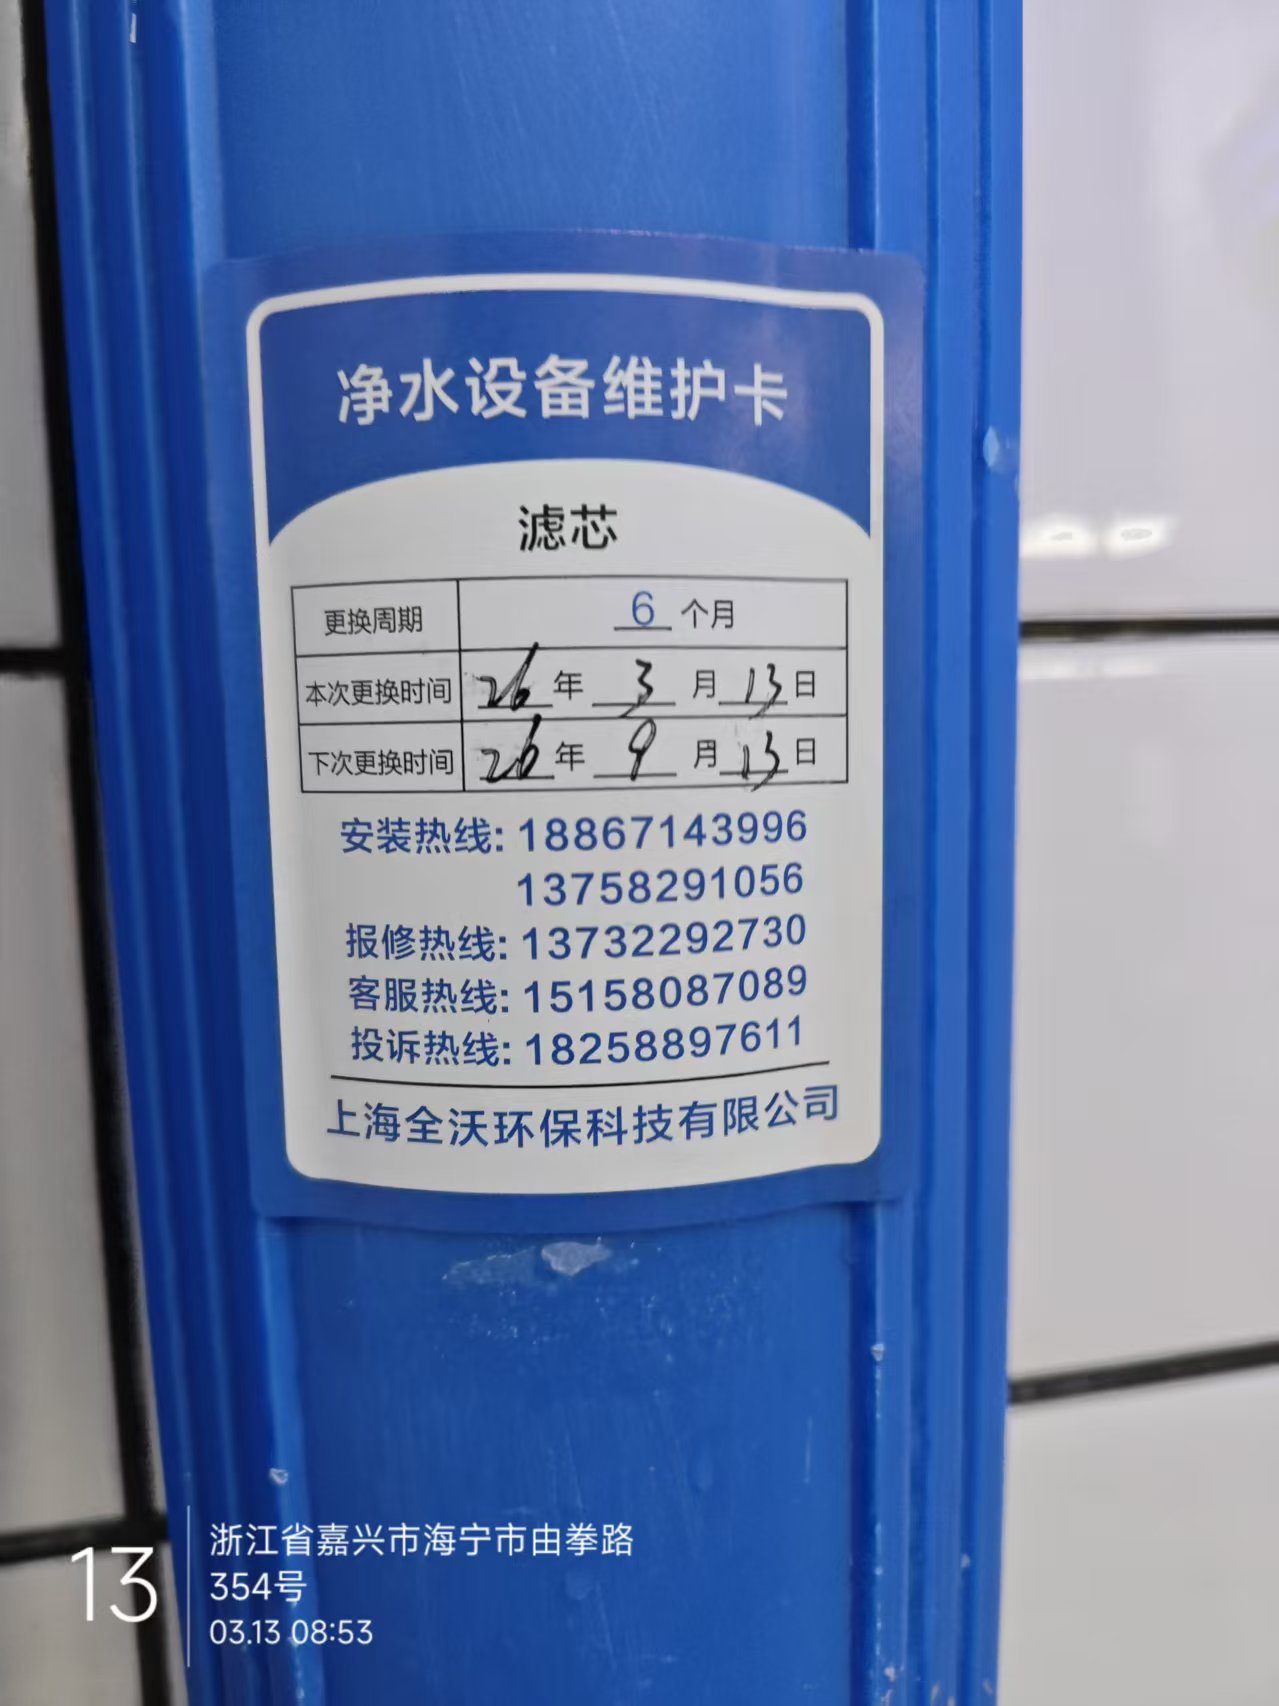 净水设备维护卡
滤芯
更换周期 6 个月
本次更换时间 26 年 3 月 13 日
下次更换时间 26 年 9 月 13 日
安装热线: 18867143996
13758291056
报修热线: 13732292730
客服热线: 15158087089
投诉热线: 18258897611
上海全沃环保科技有限公司
13
浙江省嘉兴市海宁市由拳路
354号
03.13 08:53